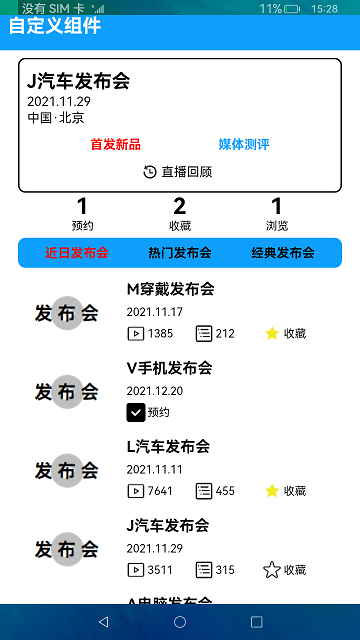 没有 SIM 卡 11% 15:28
自定义组件
J汽车发布会
2021.11.29
中国·北京
首发新品 媒体测评
直播回顾
1 2 1
预约 收藏 浏览
近日发布会 热门发布会 经典发布会
发布会
M穿戴发布会
2021.11.17
1385 212 收藏
发布会
V手机发布会
2021.12.20
预约
发布会
L汽车发布会
2021.11.11
7641 455 收藏
发布会
J汽车发布会
2021.11.29
3511 315 收藏
A电脑发布会